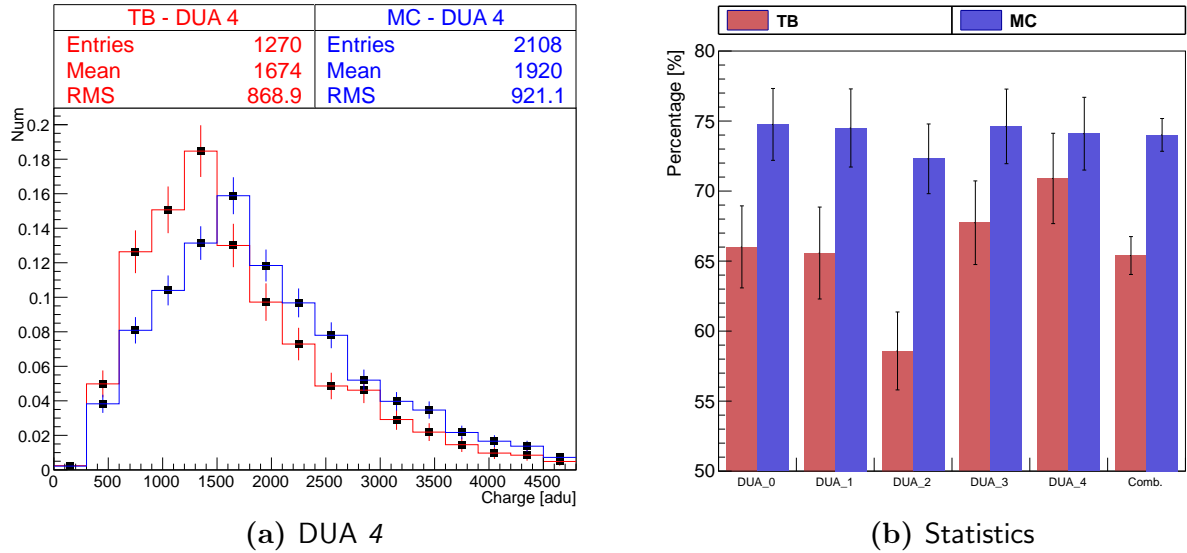 TB - DUA 4
Entries 1270
Mean 1674
RMS 868.9
MC - DUA 4
Entries 2108
Mean 1920
RMS 921.1
Num
0.2
0.18
0.16
0.14
0.12
0.1
0.08
0.06
0.04
0.02
0
0 500 1000 1500 2000 2500 3000 3500 4000 4500
Charge [adu]
(a) DUA 4
TB MC
Percentage [%]
80
75
70
65
60
55
50
DUA_0 DUA_1 DUA_2 DUA_3 DUA_4 Comb.
(b) Statistics